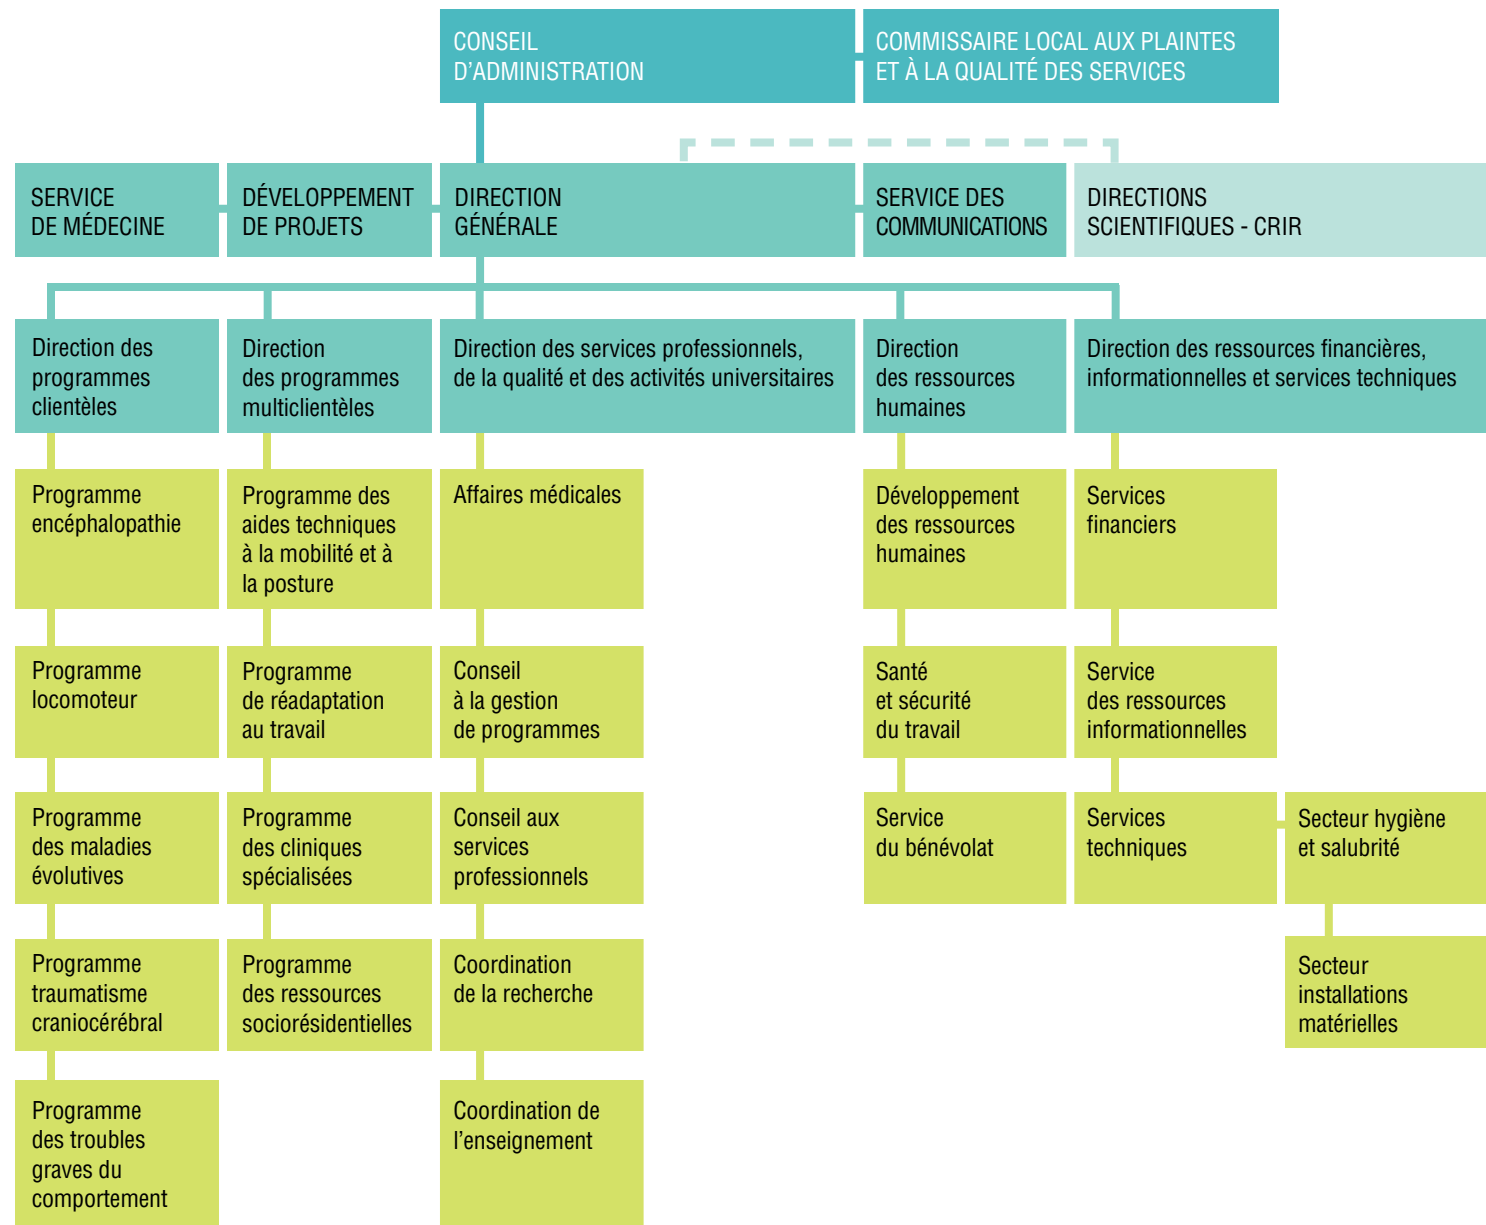 CONSEIL
D’ADMINISTRATION
COMMISSAIRE LOCAL AUX PLAINTES
ET À LA QUALITÉ DES SERVICES
SERVICE
DE MÉDECINE
DÉVELOPPEMENT
DE PROJETS
DIRECTION
GÉNÉRALE
SERVICE DES
COMMUNICATIONS
DIRECTIONS
SCIENTIFIQUES - CRIR
Direction des
programmes
clientèles
Direction
des programmes
multiclientèles
Direction des services professionnels,
de la qualité et des activités universitaires
Direction
des ressources
humaines
Direction des ressources financières,
informationnelles et services techniques
Programme
encéphalopathie
Programme des
aides techniques
à la mobilité et à
la posture
Affaires médicales
Développement
des ressources
humaines
Services
financiers
Programme
locomoteur
Programme
de réadaptation
au travail
Conseil
à la gestion
de programmes
Santé
et sécurité
du travail
Service
des ressources
informationnelles
Programme
des maladies
évolutives
Programme
des cliniques
spécialisées
Conseil aux
services
professionnels
Service
du bénévolat
Services
techniques
Secteur hygiène
et salubrité
Programme
traumatisme
craniocérébral
Programme
des ressources
sociorésidentielles
Coordination
de la recherche
Secteur
installations
matérielles
Programme
des troubles
graves du
comportement
Coordination de
l’enseignement